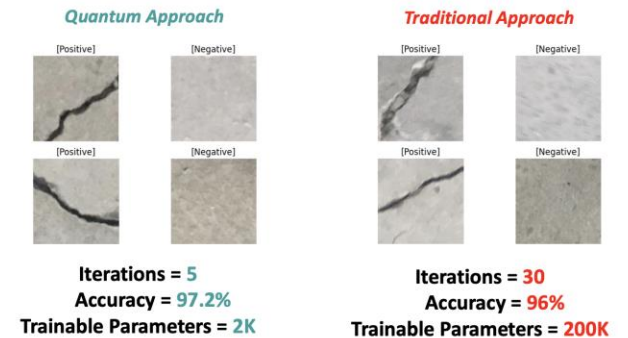 Quantum Approach
[Positive] [Negative]
[Positive] [Negative]
Iterations = 5
Accuracy = 97.2%
Trainable Parameters = 2K
Traditional Approach
[Positive] [Negative]
[Positive] [Negative]
Iterations = 30
Accuracy = 96%
Trainable Parameters = 200K